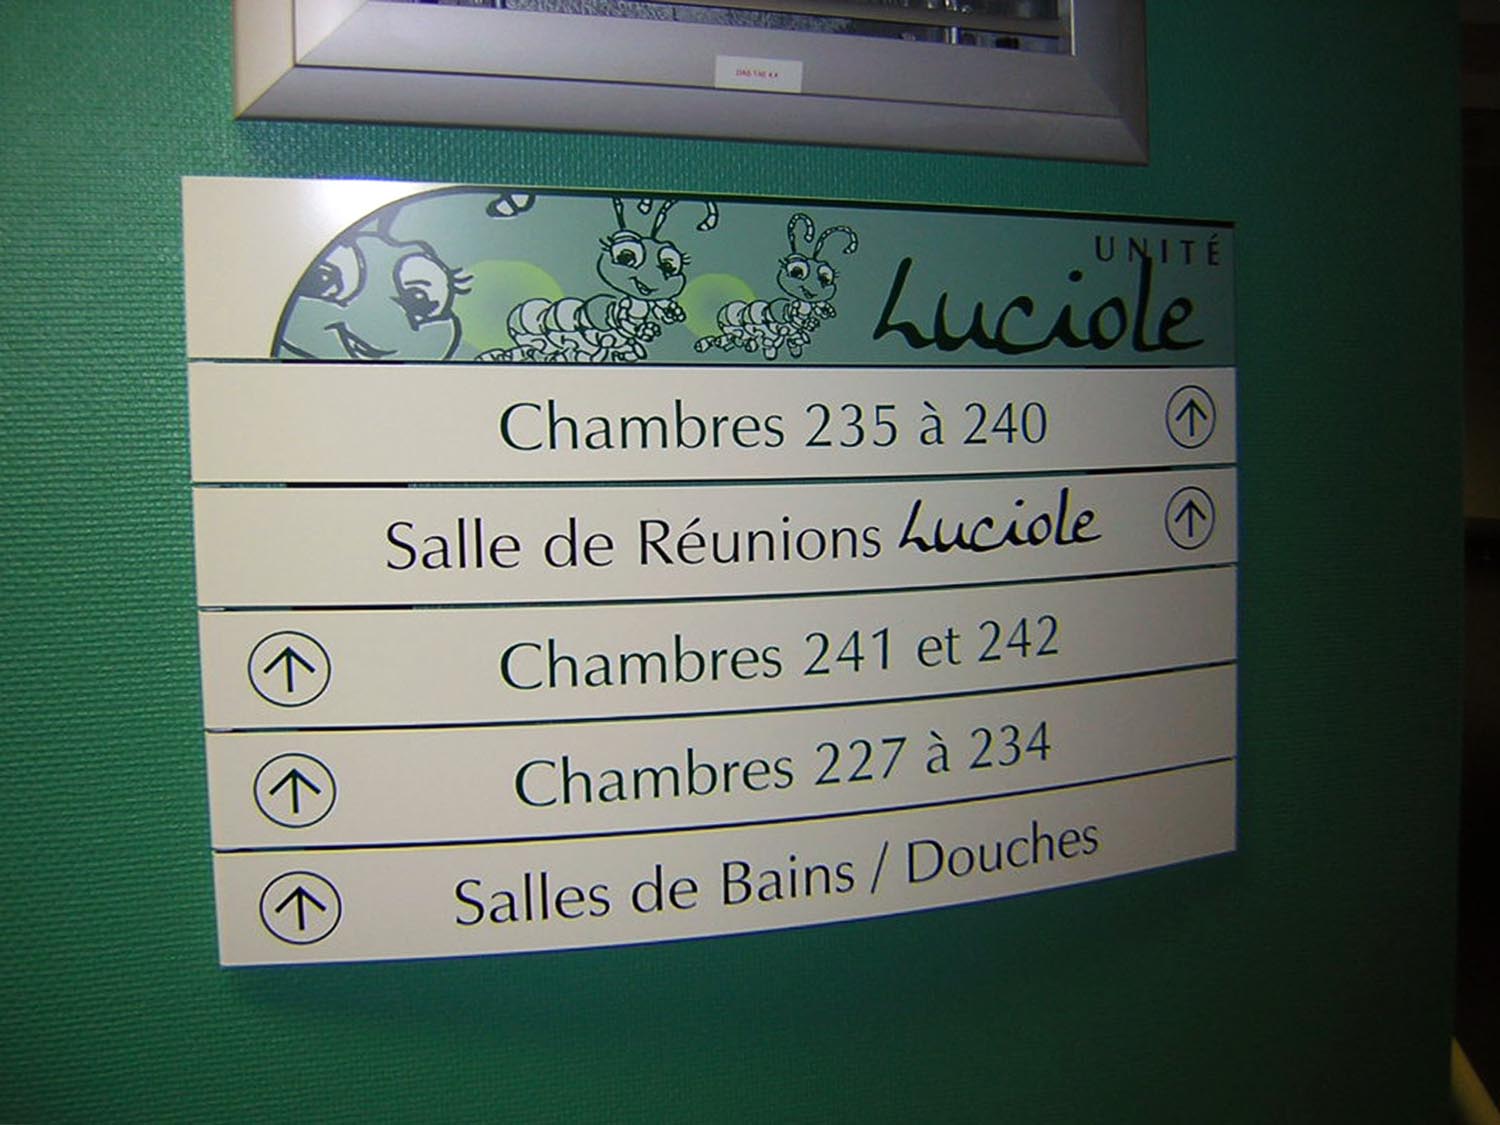 UNITÉ
Luciole
Chambres 235 à 240
Salle de Réunions Luciole
Chambres 241 et 242
Chambres 227 à 234
Salles de Bains / Douches